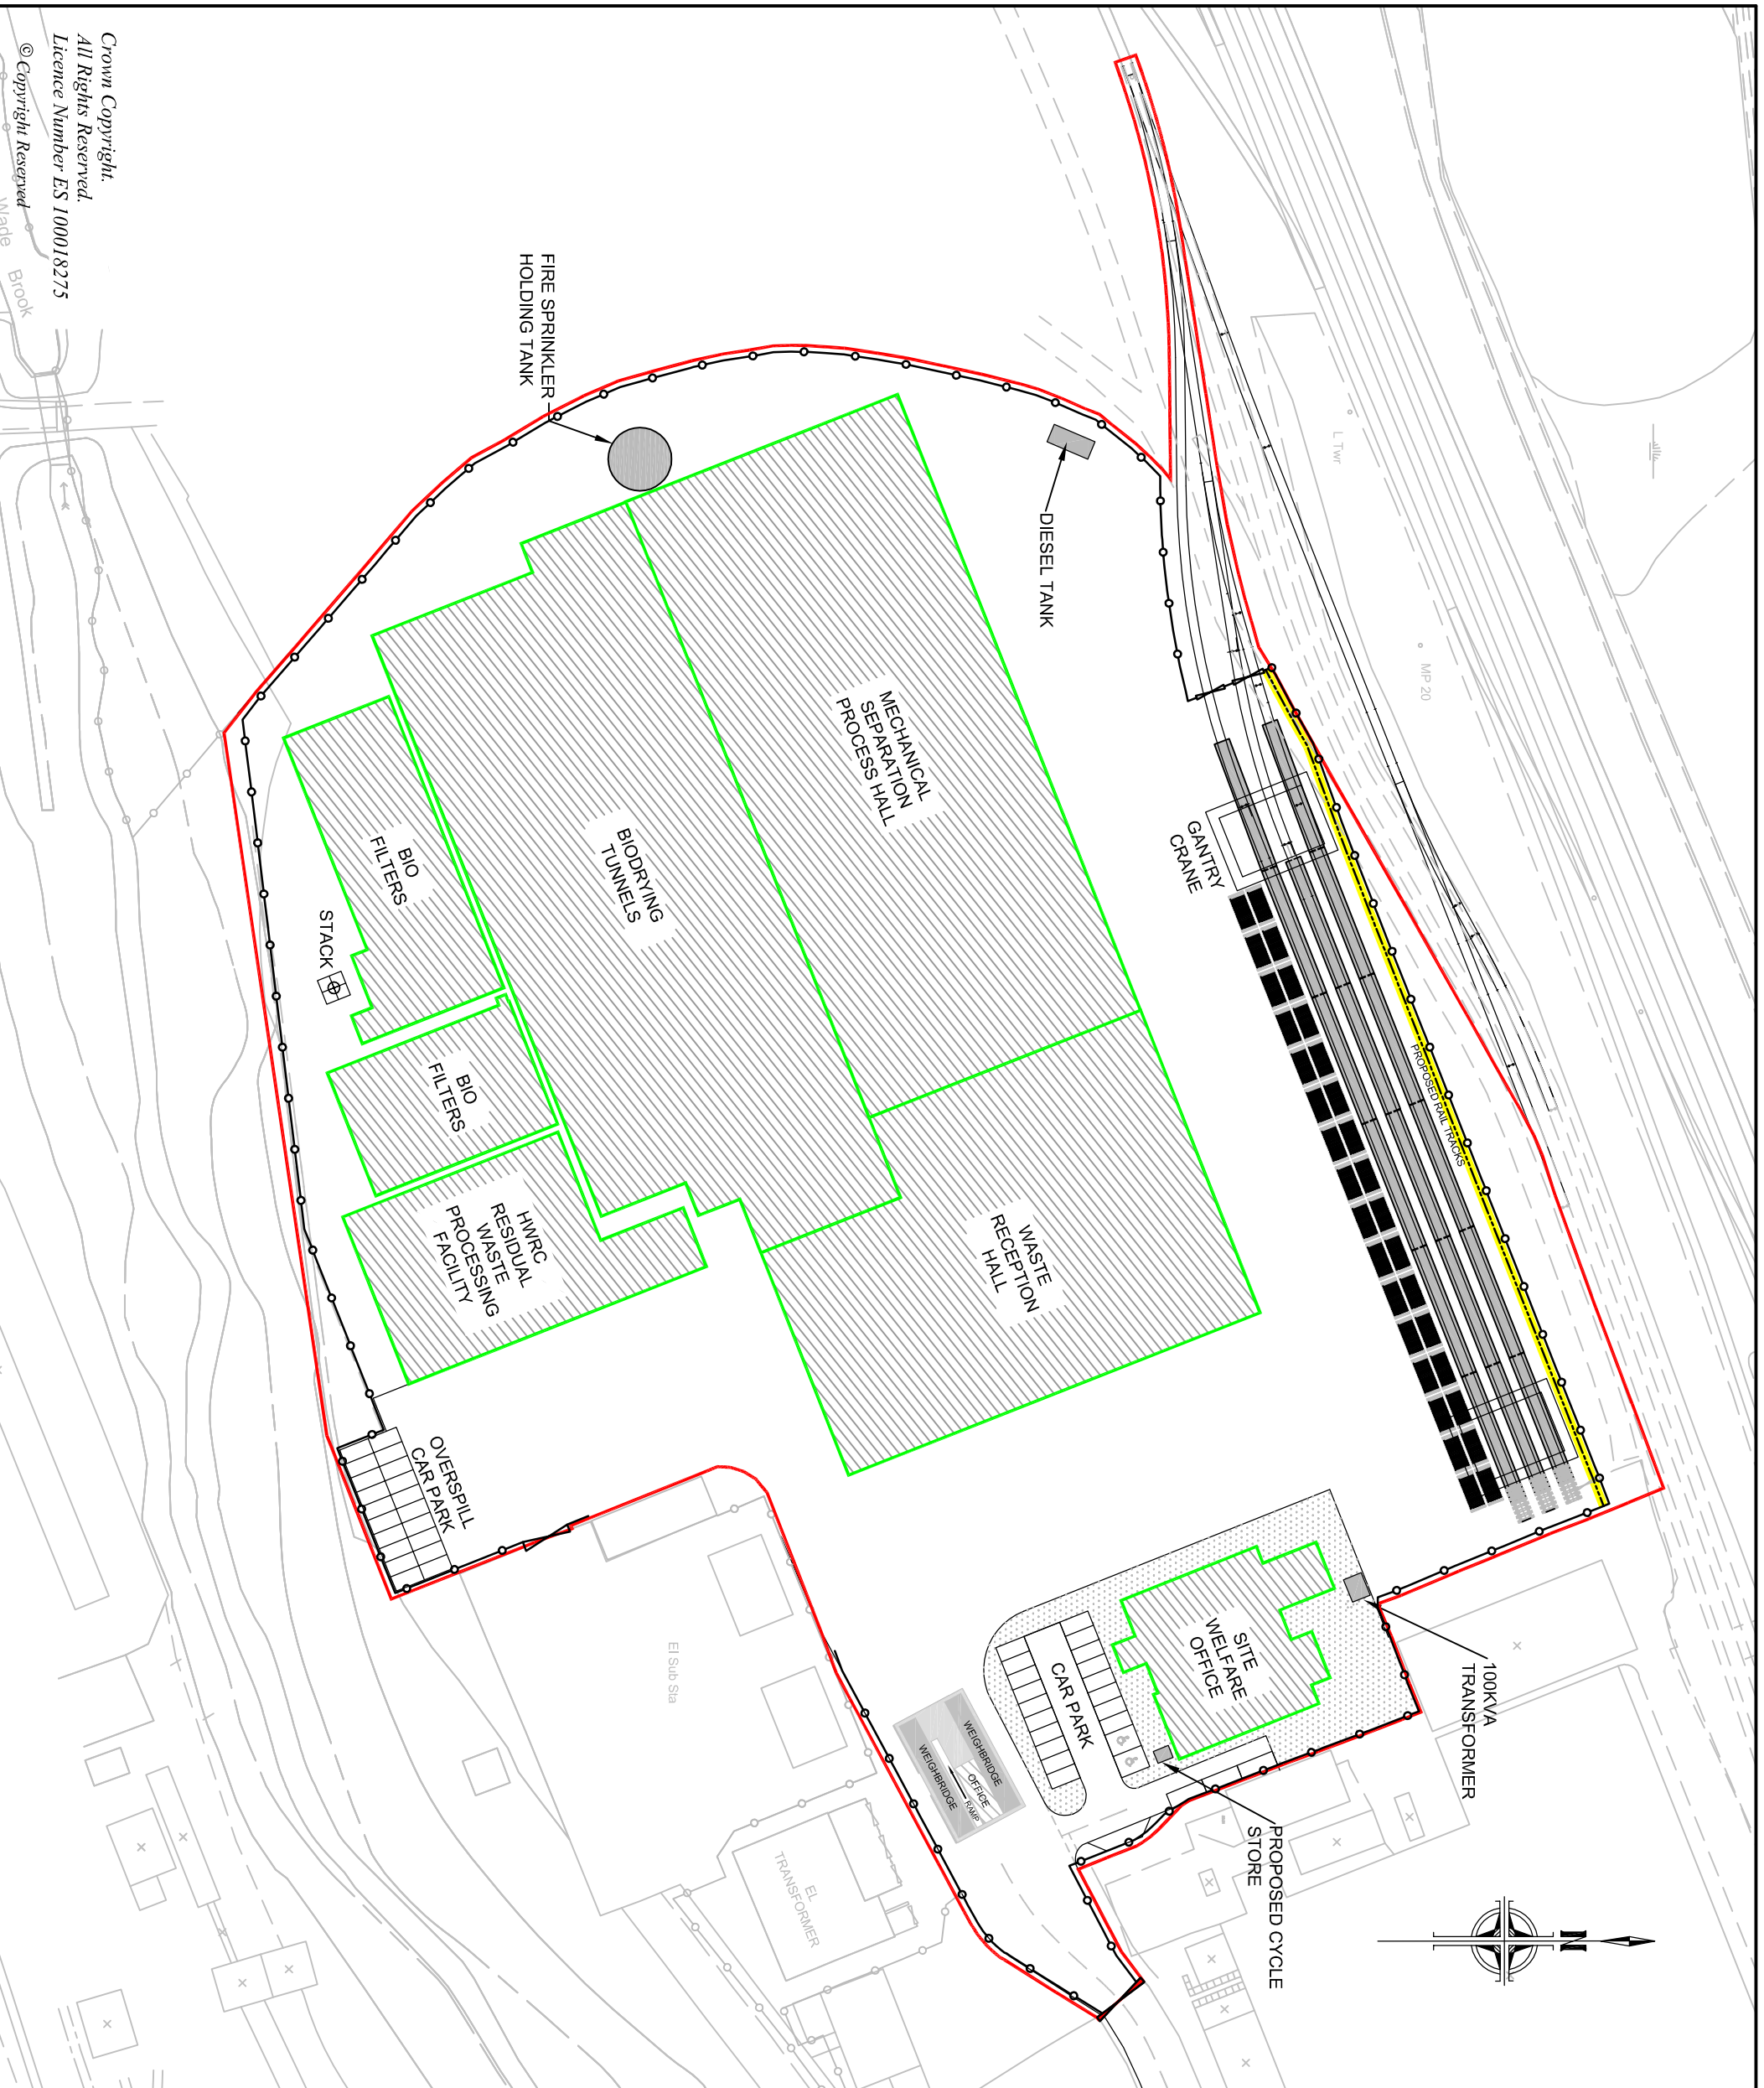 Crown Copyright.
All Rights Reserved.
Licence Number ES 100018275
© Copyright Reserved
Wade Brook
FIRE SPRINKLER
HOLDING TANK
DIESEL TANK
L Twr
MP 20
MECHANICAL
SEPARATION
PROCESS HALL
BIODRYING
TUNNELS
BIO
FILTERS
STACK
BIO
FILTERS
GANTRY
CRANE
PROPOSED RAIL TRACKS
WASTE
RECEPTION
HALL
HWRC
RESIDUAL
WASTE
PROCESSING
FACILITY
OVERSPILL
CAR PARK
El Sub Sta
SITE
WELFARE
OFFICE
CAR PARK
100KVA
TRANSFORMER
WEIGHBRIDGE
OFFICE
RAMP
WEIGHBRIDGE
PROPOSED CYCLE
STORE
EL
TRANSFORMER
N